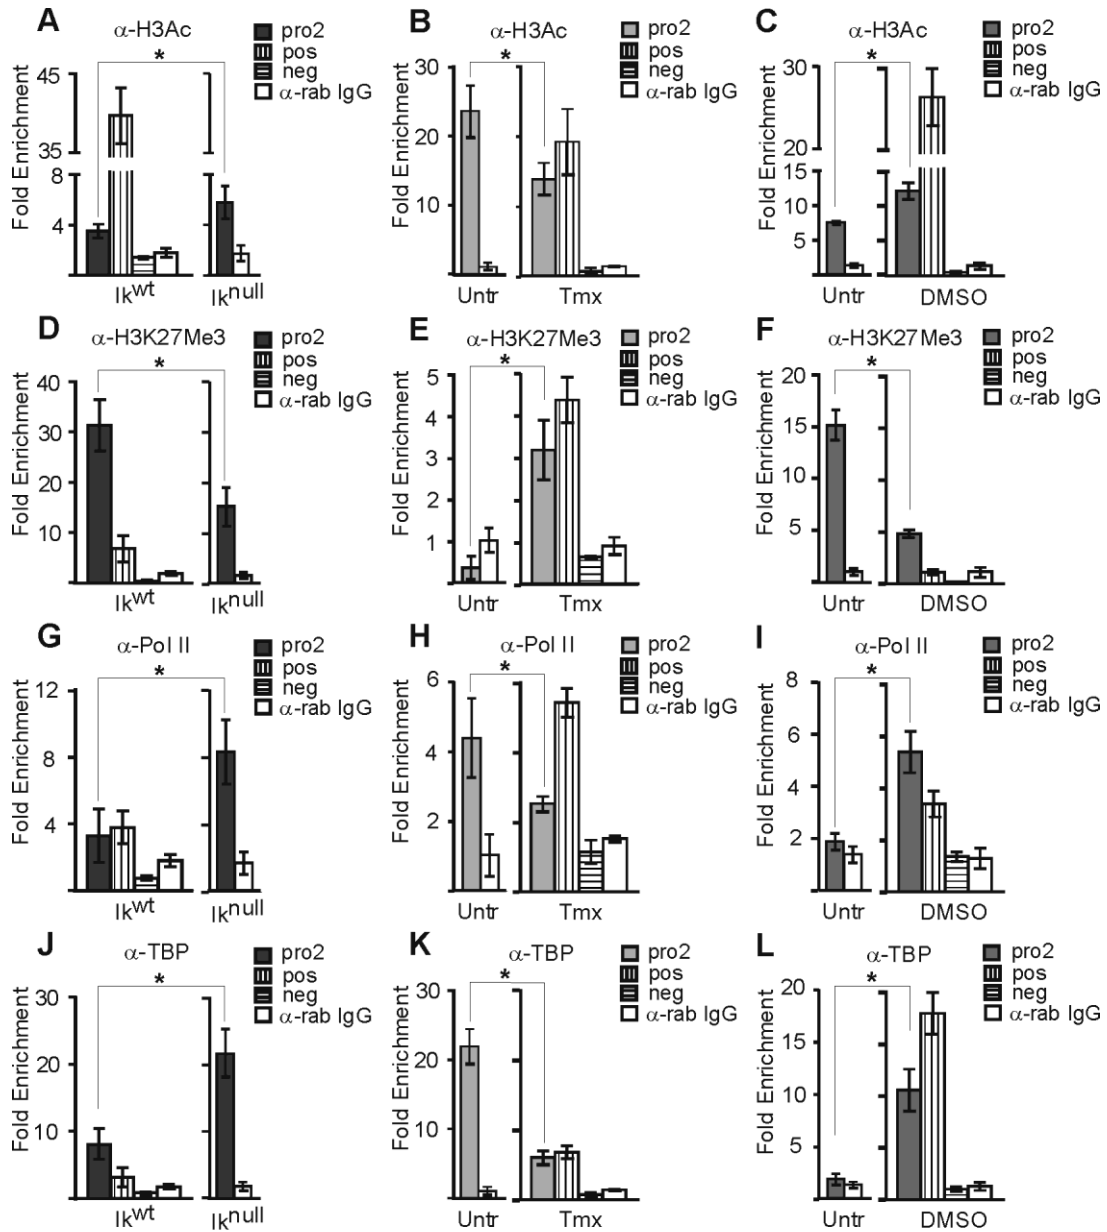 A
α-H3Ac
*
pro2
pos
neg
α-rab IgG
Fold Enrichment
45
35
8
4
Ikwt
Iknull
B
α-H3Ac
*
pro2
pos
neg
α-rab IgG
Fold Enrichment
30
20
10
Untr
Tmx
C
α-H3Ac
*
pro2
pos
neg
α-rab IgG
Fold Enrichment
30
20
15
10
5
Untr
DMSO
D
α-H3K27Me3
*
pro2
pos
neg
α-rab IgG
Fold Enrichment
40
30
20
10
Ikwt
Iknull
E
α-H3K27Me3
*
pro2
pos
neg
α-rab IgG
Fold Enrichment
5
4
3
2
1
Untr
Tmx
F
α-H3K27Me3
*
pro2
pos
neg
α-rab IgG
Fold Enrichment
20
15
10
5
Untr
DMSO
G
α-Pol II
*
pro2
pos
neg
α-rab IgG
Fold Enrichment
12
8
4
Ikwt
Iknull
H
α-Pol II
*
pro2
pos
neg
α-rab IgG
Fold Enrichment
6
4
2
Untr
Tmx
I
α-Pol II
*
pro2
pos
neg
α-rab IgG
Fold Enrichment
8
6
4
2
Untr
DMSO
J
α-TBP
*
pro2
pos
neg
α-rab IgG
Fold Enrichment
30
20
10
Ikwt
Iknull
K
α-TBP
*
pro2
pos
neg
α-rab IgG
Fold Enrichment
30
20
10
Untr
Tmx
L
α-TBP
*
pro2
pos
neg
α-rab IgG
Fold Enrichment
20
15
10
5
Untr
DMSO